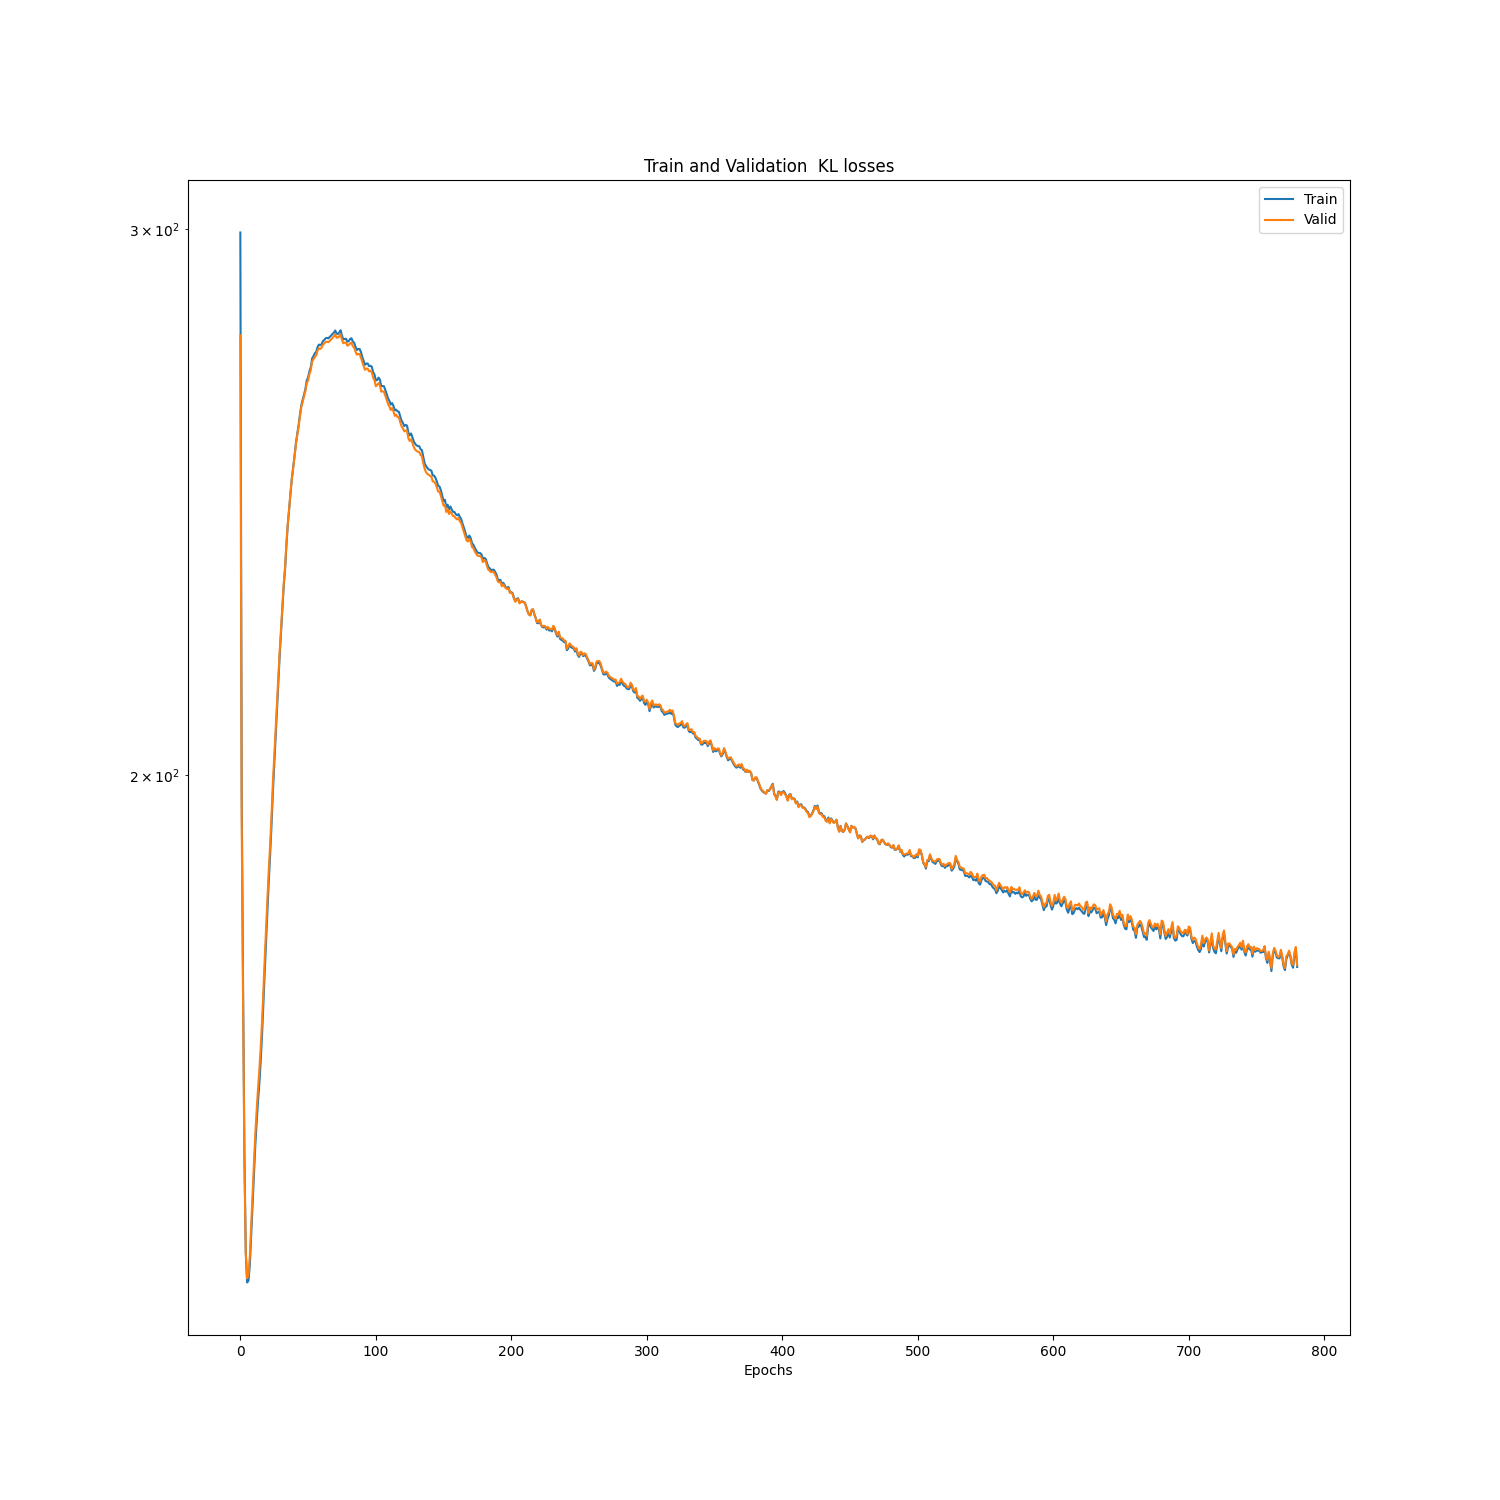 Train and Validation  KL losses
Train
Valid
3 × 10²
2 × 10²
0 100 200 300 400 500 600 700 800
Epochs